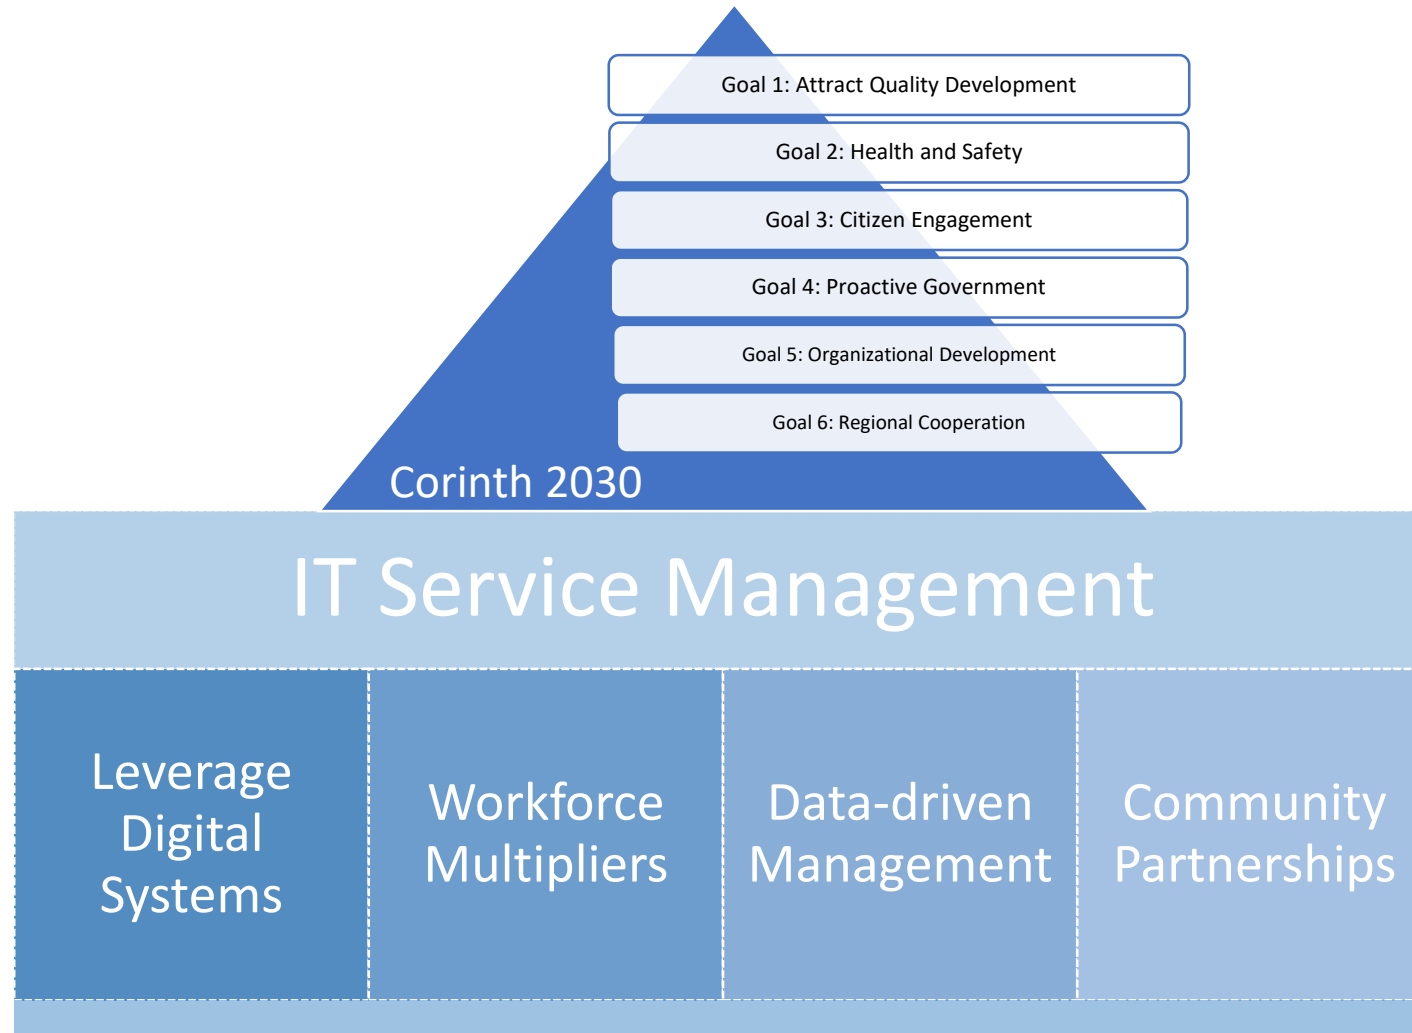 Goal 1: Attract Quality Development
Goal 2: Health and Safety
Goal 3: Citizen Engagement
Goal 4: Proactive Government
Goal 5: Organizational Development
Goal 6: Regional Cooperation
Corinth 2030
IT Service Management
Leverage
Digital
Systems
Workforce
Multipliers
Data-driven
Management
Community
Partnerships